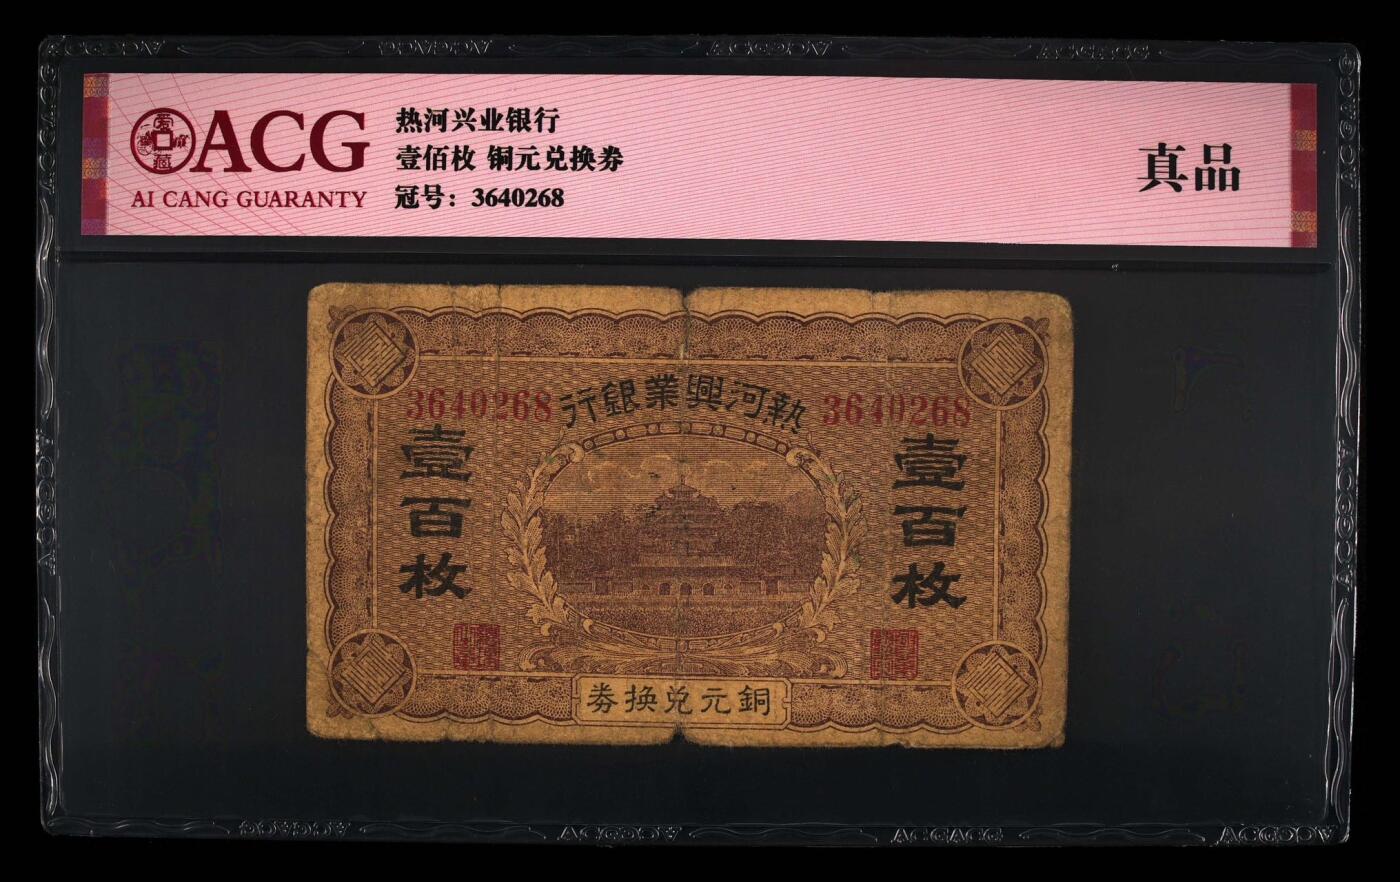 ACG
AI CANG GUARANTY
热河兴业银行
壹佰枚 铜元兑换券
冠号：3640268
真品
熱河興業銀行
3640268
3640268
壹百枚
壹百枚
銅元兌換券